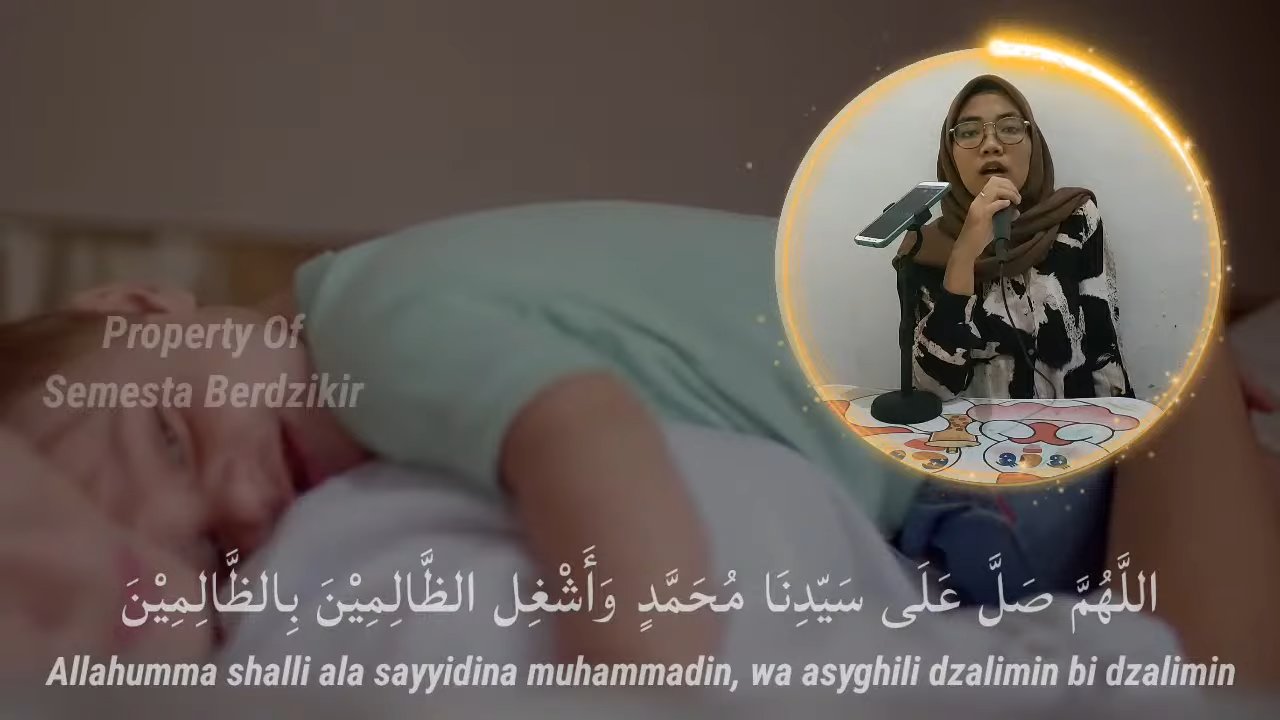 Property Of
Semesta Berdzikir
اللَّهُمَّ صَلَّ عَلَى سَيّدِنَا مُحَمَّدٍ وَأَشْغِل الظَّالِمِيْنَ بِالظَّالِمِيْنَ
Allahumma shalli ala sayyidina muhammadin, wa asyghili dzalimin bi dzalimin